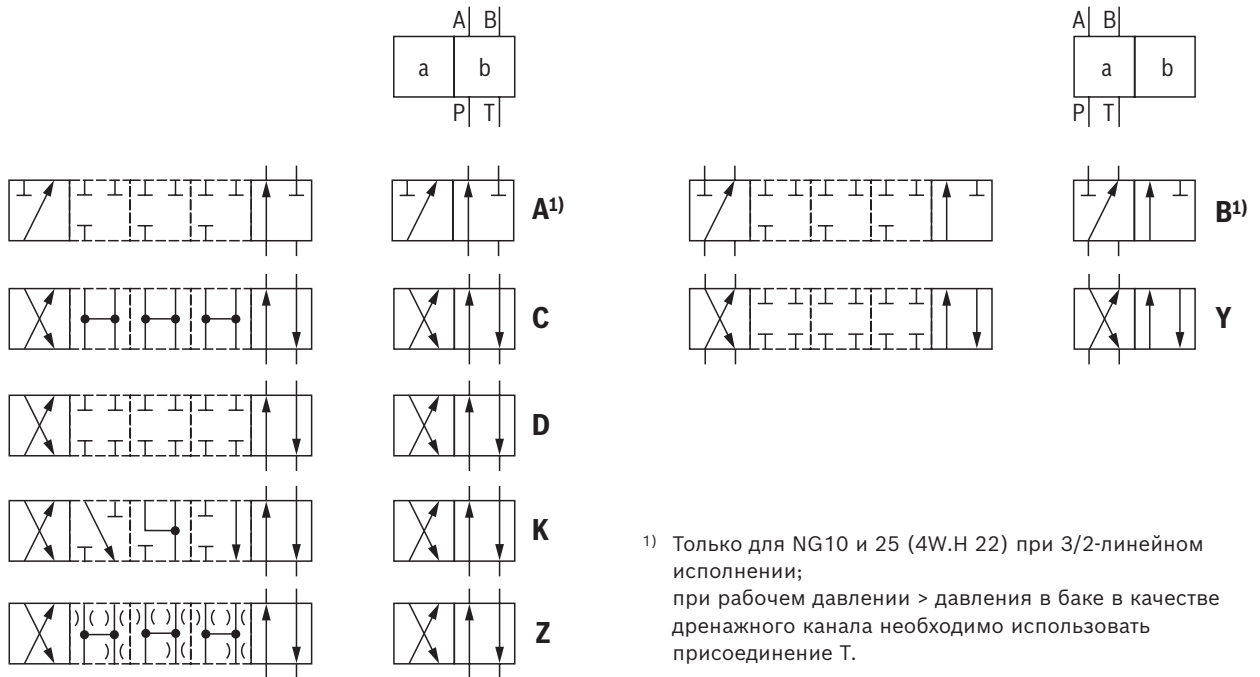 A B
a b
P T
A B
a b
P T
A1)
B1)
C
Y
D
K
Z
1) Только для NG10 и 25 (4W.H 22) при 3/2-линейном
исполнении;
при рабочем давлении > давления в баке в качестве
дренажного канала необходимо использовать
присоединение T.